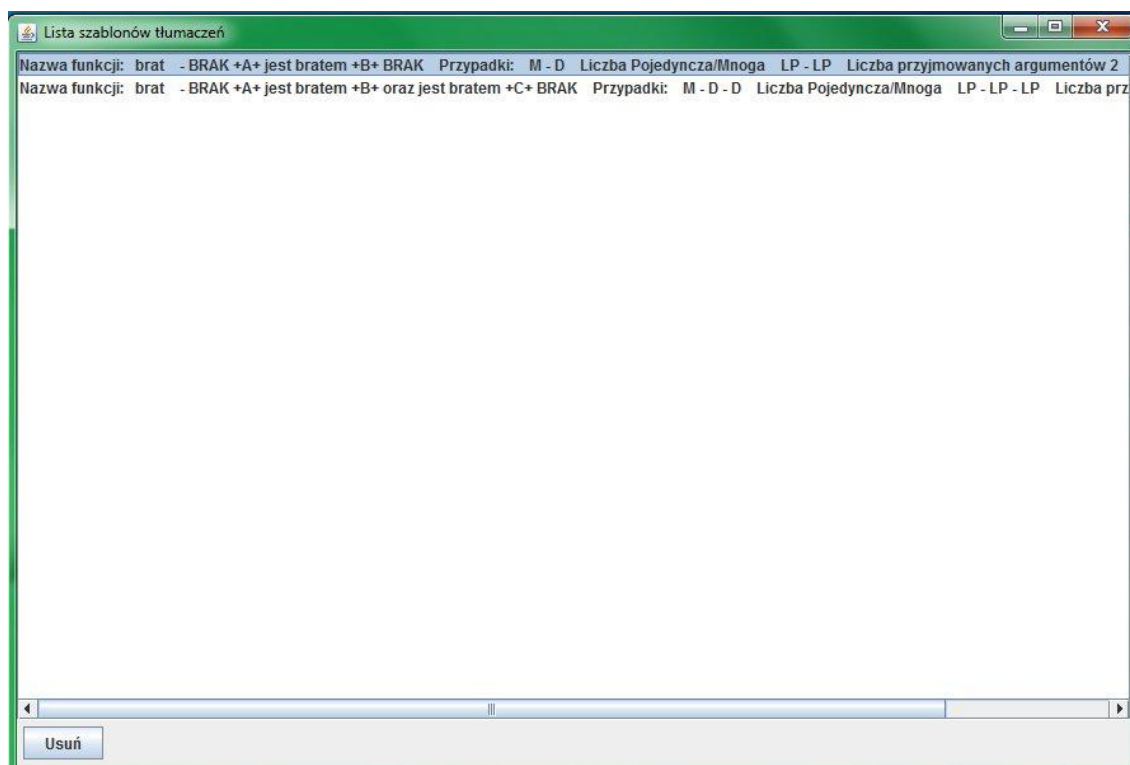 Lista szablonów tłumaczeń
Nazwa funkcji: brat - BRAK +A+ jest bratem +B+ BRAK Przypadki: M - D Liczba Pojedyncza/Mnoga LP - LP Liczba przyjmowanych argumentów 2
Nazwa funkcji: brat - BRAK +A+ jest bratem +B+ oraz jest bratem +C+ BRAK Przypadki: M - D - D Liczba Pojedyncza/Mnoga LP - LP - LP Liczba prz
Usuń